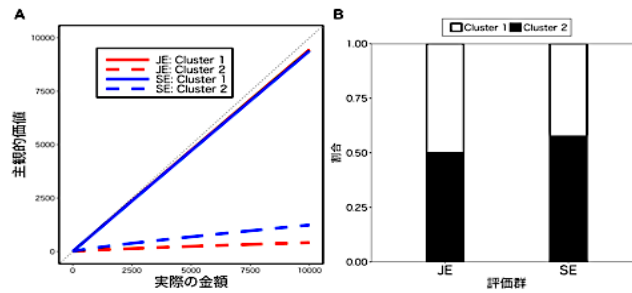 A
10000
7500
5000
2500
0
主観的価値
JE: Cluster 1
JE: Cluster 2
SE: Cluster 1
SE: Cluster 2
0
2500
5000
7500
10000
実際の金額
B
Cluster 1
Cluster 2
1.00
0.75
0.50
0.25
0.00
割合
JE
SE
評価群